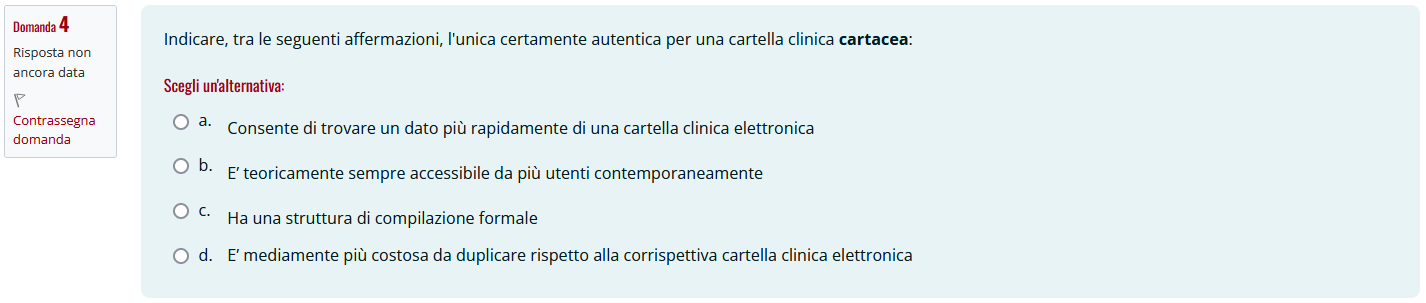 Domanda 4
Risposta non
ancora data
Contrassegna
domanda
Indicare, tra le seguenti affermazioni, l'unica certamente autentica per una cartella clinica cartacea:
Scegli un'alternativa:
a. Consente di trovare un dato più rapidamente di una cartella clinica elettronica
b. E’ teoricamente sempre accessibile da più utenti contemporaneamente
c. Ha una struttura di compilazione formale
d. E’ mediamente più costosa da duplicare rispetto alla corrispettiva cartella clinica elettronica